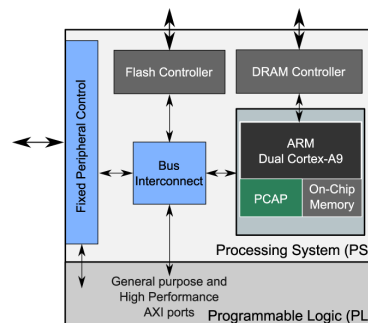 Flash Controller
DRAM Controller
Fixed Peripheral Control
ARM
Dual Cortex-A9
Bus
Interconnect
PCAP
On-Chip
Memory
Processing System (PS
General purpose and
High Performance
AXI ports
Programmable Logic (PL